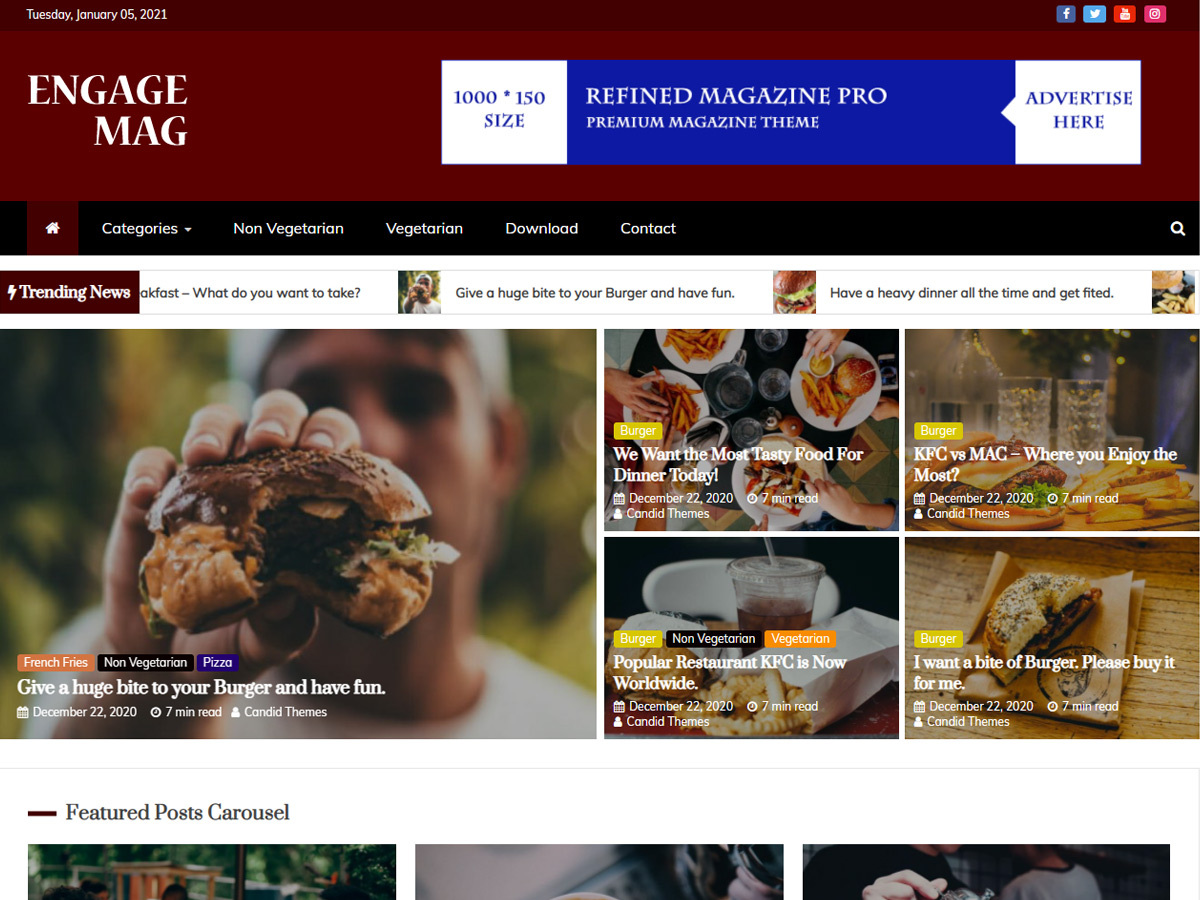 Tuesday, January 05, 2021
ENGAGE
MAG
1000 * 150
SIZE
REFINED MAGAZINE PRO
PREMIUM MAGAZINE THEME
ADVERTISE
HERE
Categories
Non Vegetarian
Vegetarian
Download
Contact
Trending News
akfast – What do you want to take?
Give a huge bite to your Burger and have fun.
Have a heavy dinner all the time and get fited.
French Fries Non Vegetarian Pizza
Give a huge bite to your Burger and have fun.
December 22, 2020 7 min read Candid Themes
Burger
We Want the Most Tasty Food For
Dinner Today!
December 22, 2020 7 min read
Candid Themes
Burger
KFC vs MAC – Where you Enjoy the
Most?
December 22, 2020 7 min read
Candid Themes
Burger Non Vegetarian Vegetarian
Popular Restaurant KFC is Now
Worldwide.
December 22, 2020 7 min read
Candid Themes
Burger
I want a bite of Burger. Please buy it
for me.
December 22, 2020 7 min read
Candid Themes
Featured Posts Carousel